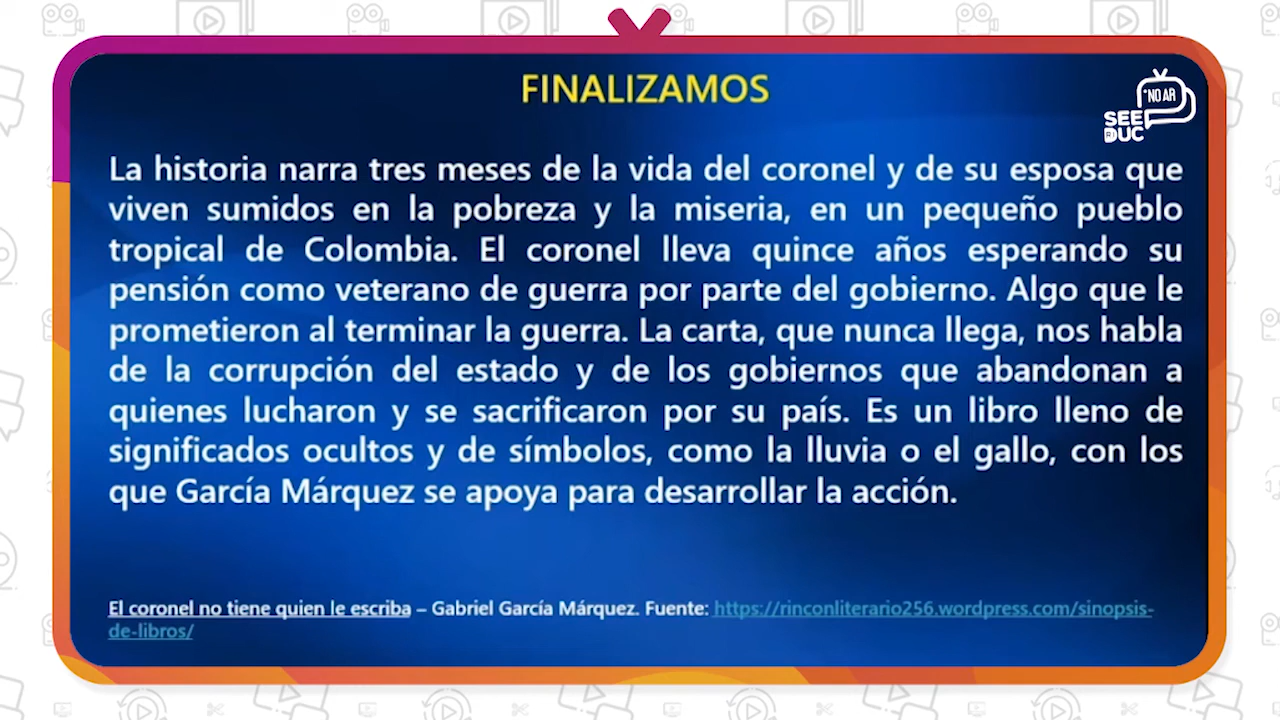 FINALIZAMOS
"NO AR
SEE
RJ DUC
La historia narra tres meses de la vida del coronel y de su esposa que
viven sumidos en la pobreza y la miseria, en un pequeño pueblo
tropical de Colombia. El coronel lleva quince años esperando su
pensión como veterano de guerra por parte del gobierno. Algo que le
prometieron al terminar la guerra. La carta, que nunca llega, nos habla
de la corrupción del estado y de los gobiernos que abandonan a
quienes lucharon y se sacrificaron por su país. Es un libro lleno de
significados ocultos y de símbolos, como la lluvia o el gallo, con los
que García Márquez se apoya para desarrollar la acción.
El coronel no tiene quien le escriba – Gabriel García Márquez. Fuente: https://rinconliterario256.wordpress.com/sinopsis-
de-libros/